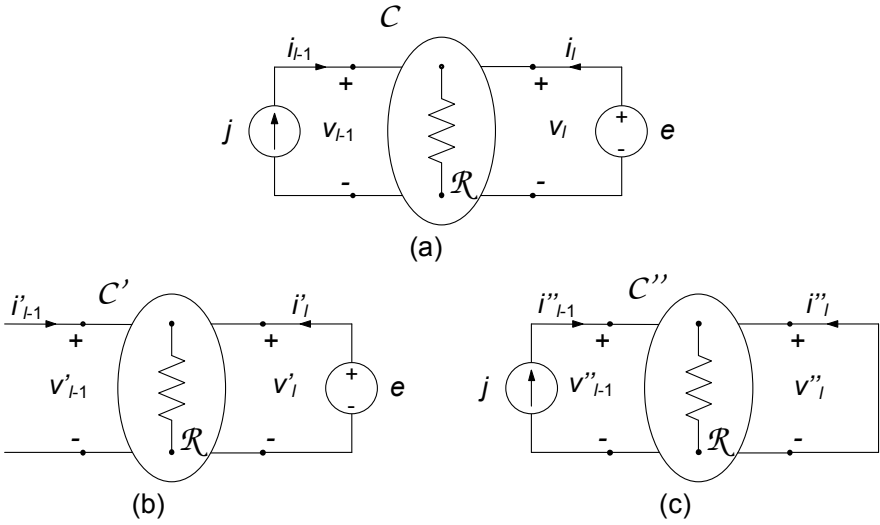 C
i_{l-1} i_l
+ +
j v_{l-1} v_l + - e
- R -
(a)
C' C''
i'_{l-1} i'_l i''_{l-1} i''_l
+ + + +
v'_{l-1} v'_l + - e j v''_{l-1} v''_l
- R - - R -
(b) (c)